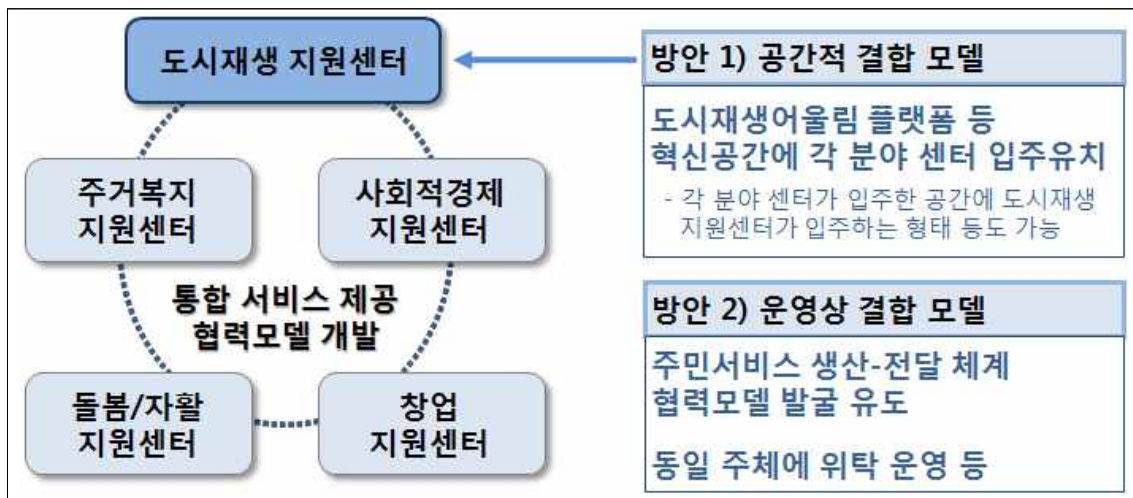 도시재생 지원센터
주거복지
지원센터
사회적경제
지원센터
통합 서비스 제공
협력모델 개발
돌봄/자활
지원센터
창업
지원센터
방안 1) 공간적 결합 모델
도시재생어울림 플랫폼 등
혁신공간에 각 분야 센터 입주유치
- 각 분야 센터가 입주한 공간에 도시재생
지원센터가 입주하는 형태 등도 가능
방안 2) 운영상 결합 모델
주민서비스 생산-전달 체계
협력모델 발굴 유도
동일 주체에 위탁 운영 등